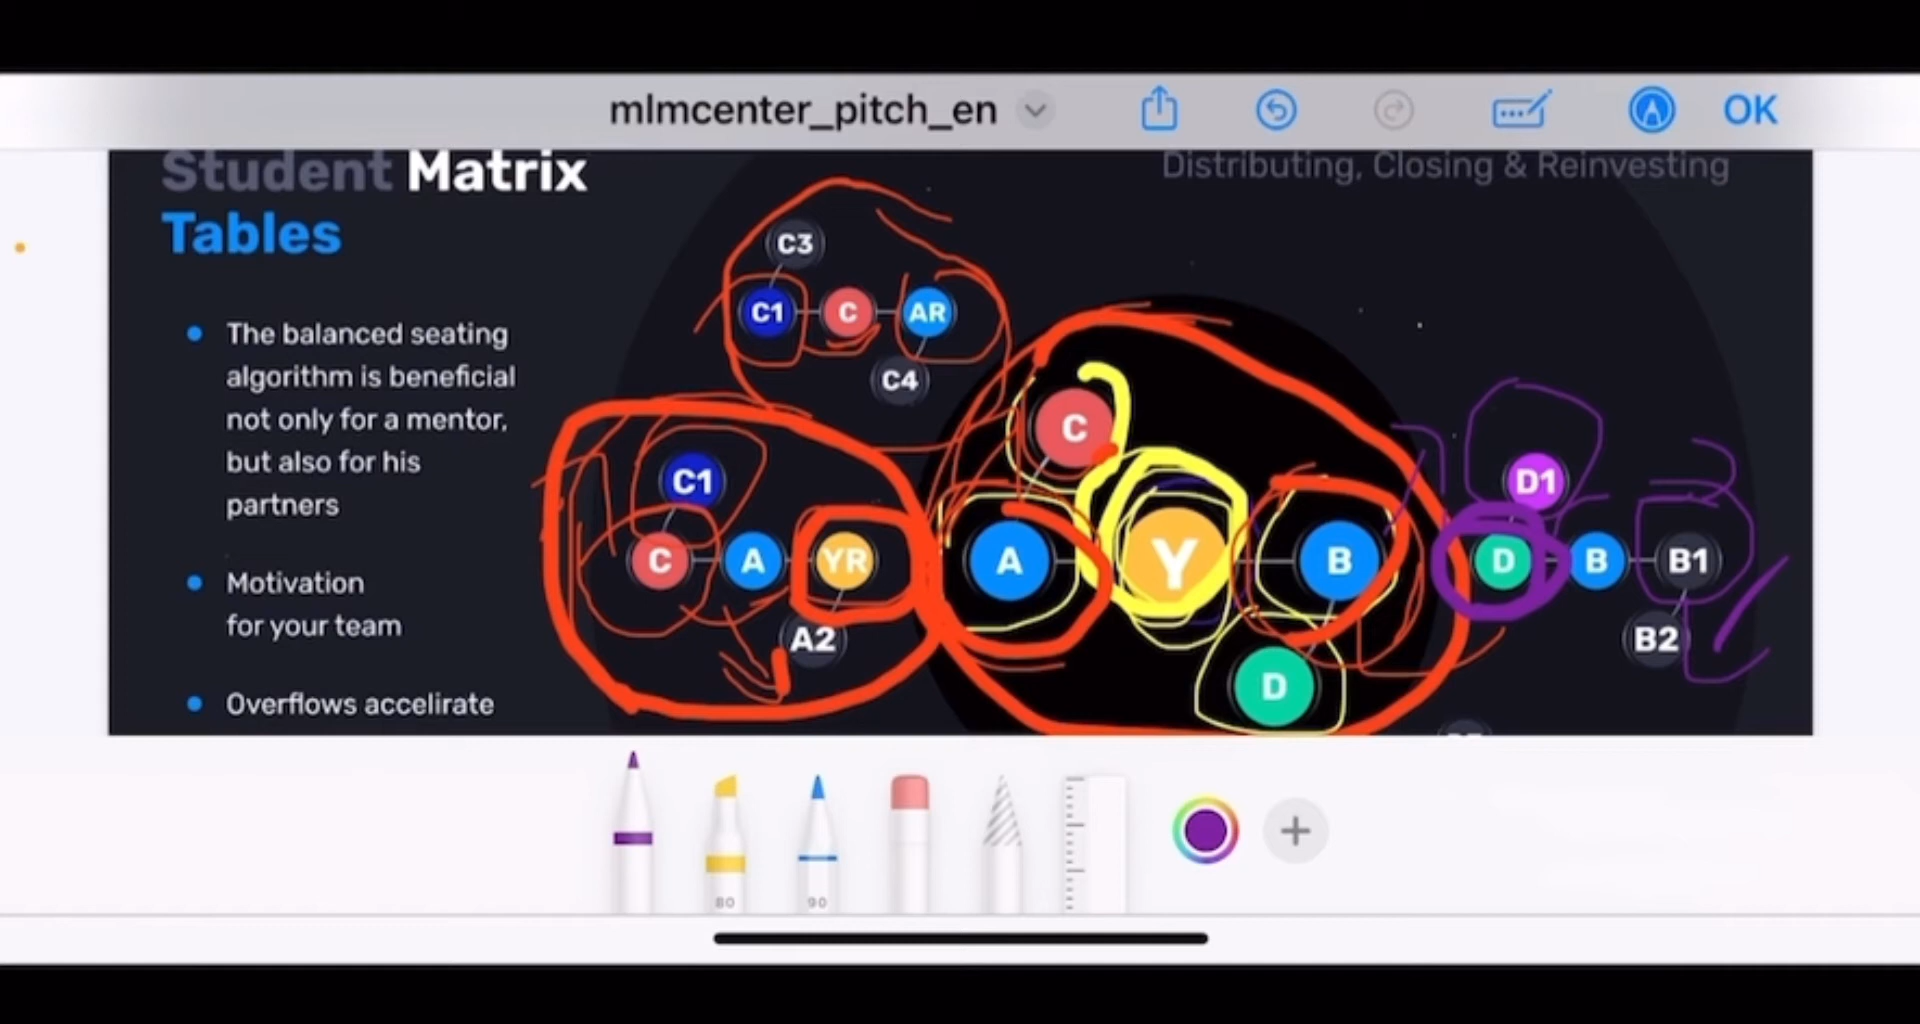 mlmcenter_pitch_en
OK
Student Matrix
Tables
Distributing, Closing & Reinvesting
The balanced seating
algorithm is beneficial
not only for a mentor,
but also for his
partners
Motivation
for your team
Overflows accelirate
C3
C1 C AR
C4
C
C1
D1
C A YR
A Y B
D B B1
A2
B2
D
80
90